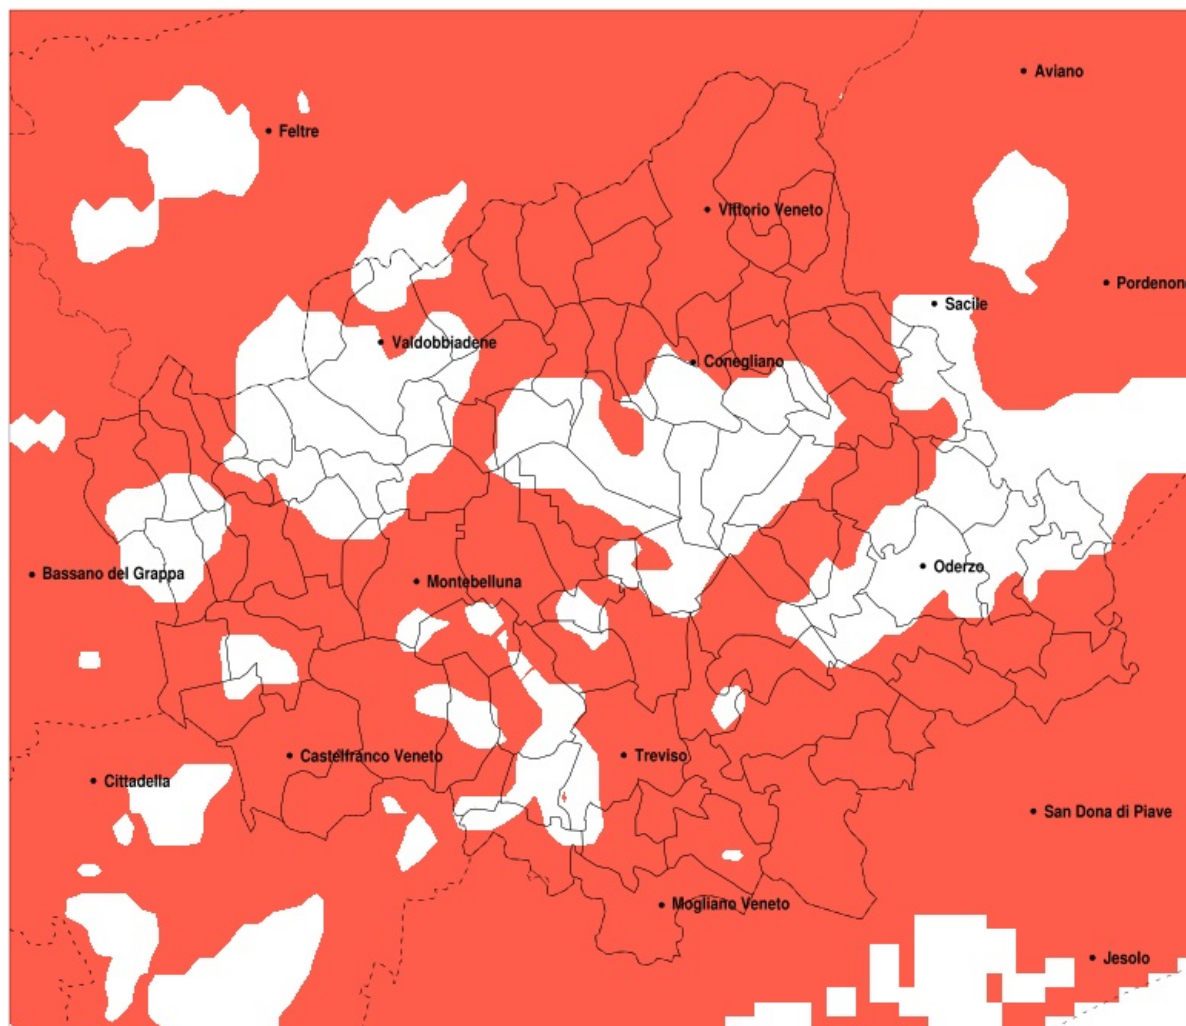 Aviano
Feltre
Vittorio Veneto
Pordenone
Sacile
Valdobbiadene
Conegliano
Oderzo
Bassano del Grappa
Montebelluna
Castelfranco Veneto
Treviso
Cittadella
San Dona di Piave
Mogliano Veneto
Jesolo